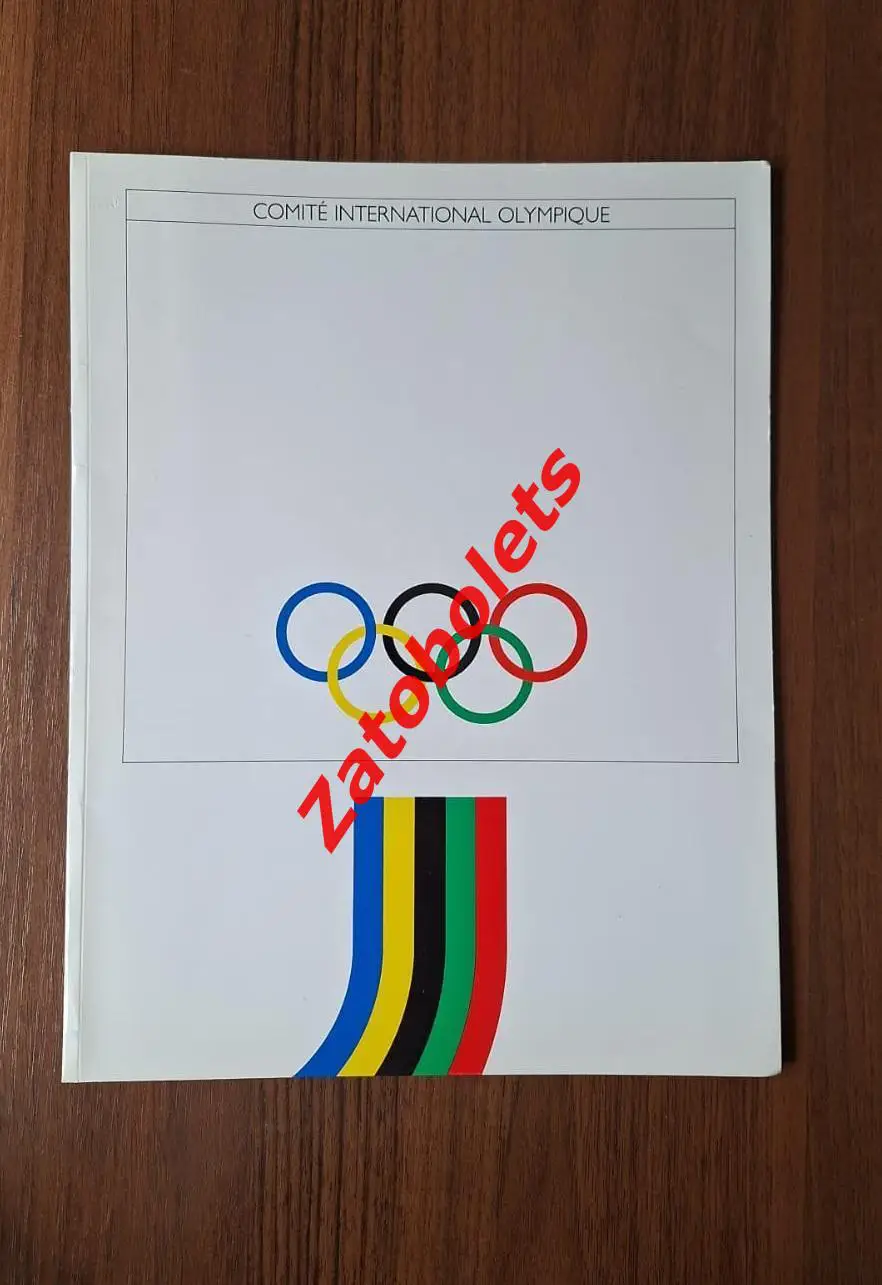 COMITÉ INTERNATIONAL OLYMPIQUE
Zatobolets